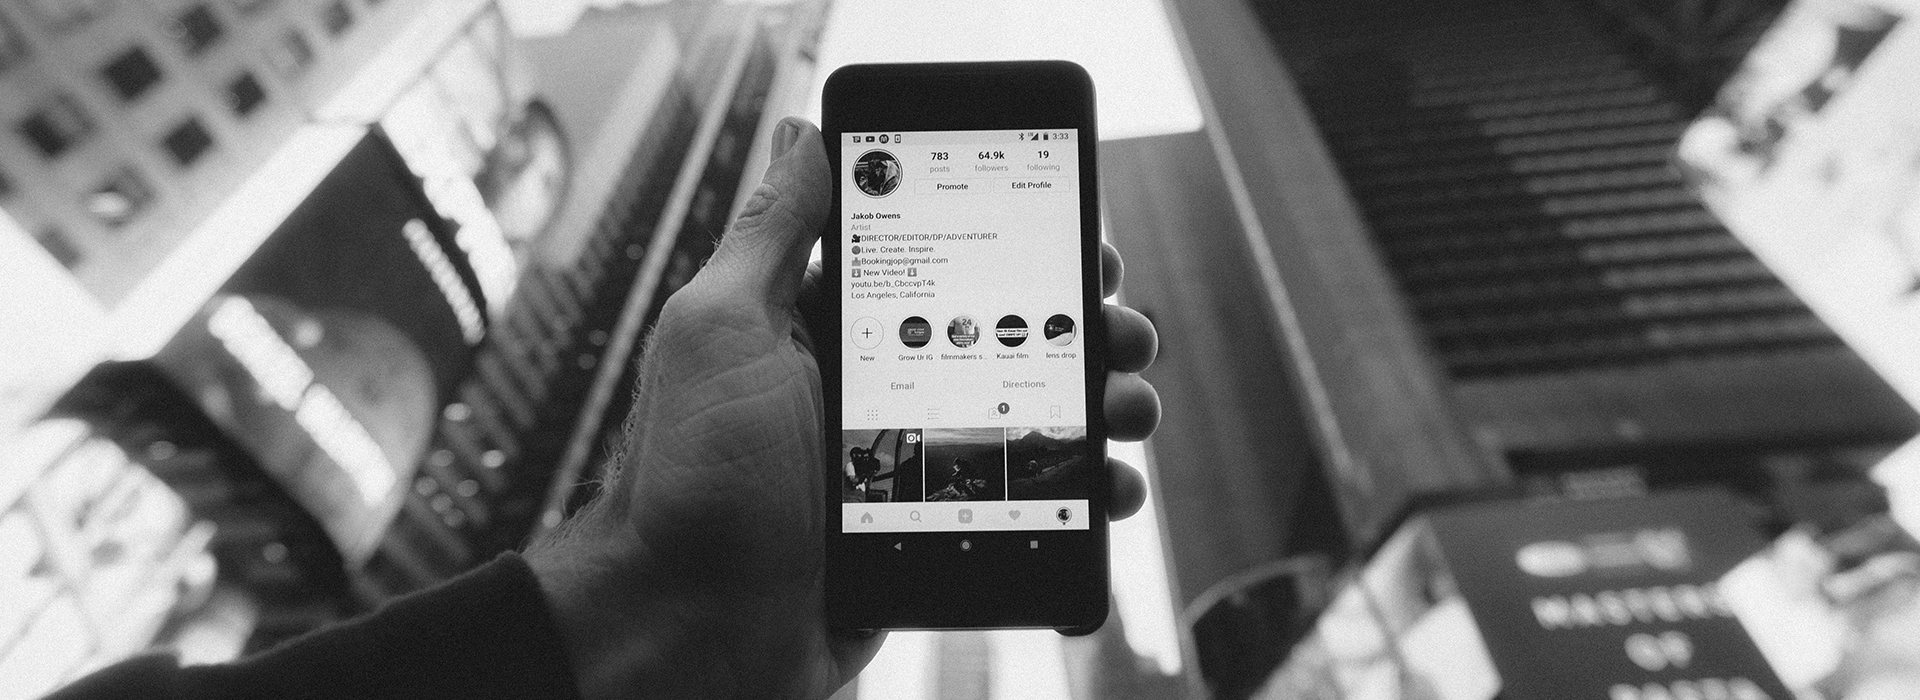 3:33
783 64.9k 19
posts followers following
Promote Edit Profile
Jakob Owens
Artist
DIRECTOR/EDITOR/DP/ADVENTURER
Live. Create. Inspire.
Bookingjop@gmail.com
New Video!
youtu.be/b_CbccvpT4k
Los Angeles, California
New Grow Ur IG filmmakers s... Kauai film lens drop
Email Directions
1
MASTERS
OF